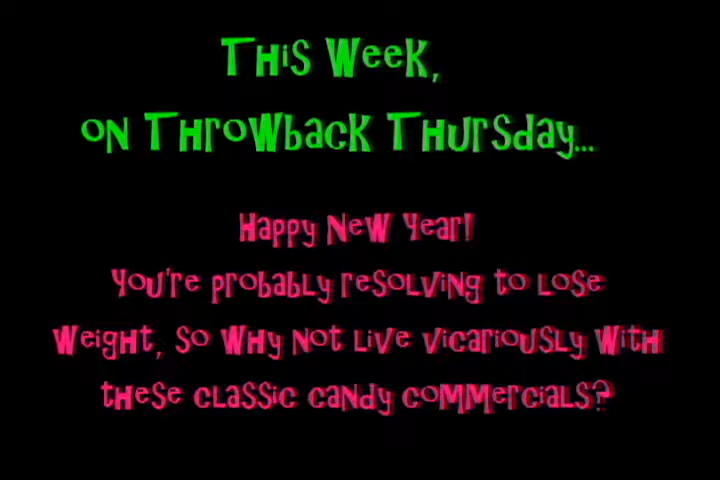 This Week,
on Throwback Thursday...
Happy New Year!
You're probably resolving to lose
weight, so why not live vicariously with
these classic candy commercials?